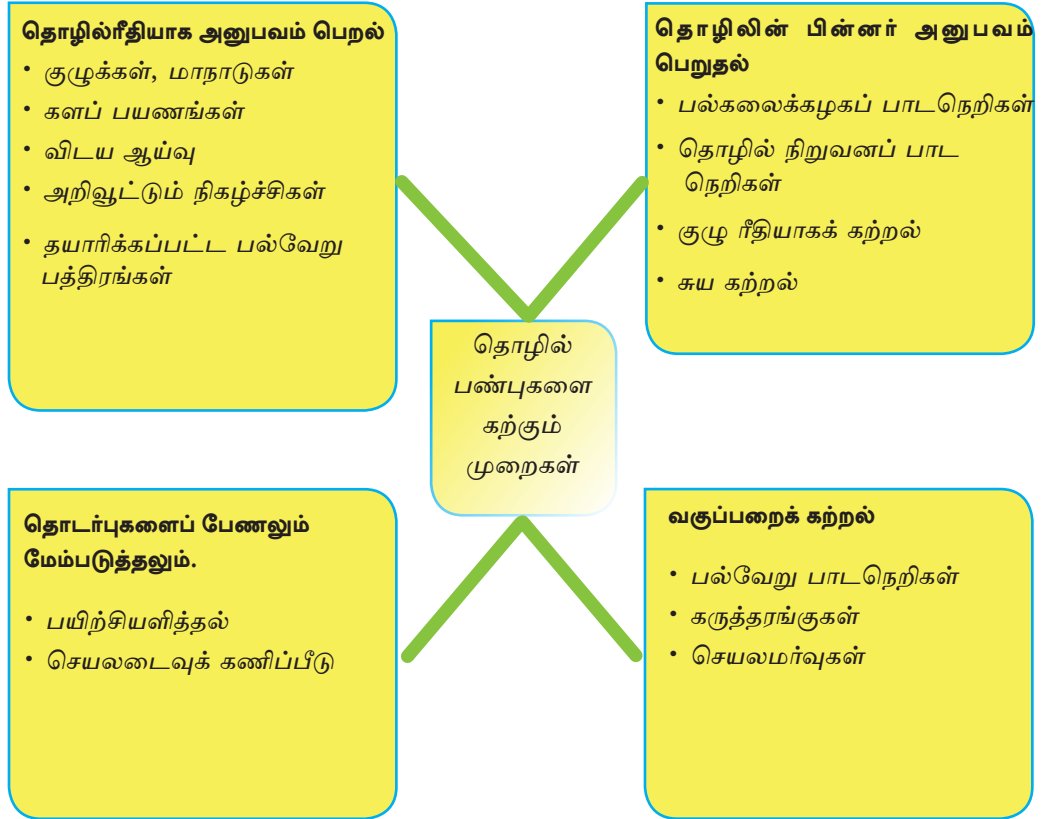 தொழில்ரீதியாக அனுபவம் பெறல்
• குழுக்கள், மாநாடுகள்
• களப் பயணங்கள்
• விடய ஆய்வு
• அறிவூட்டும் நிகழ்ச்சிகள்
• தயாரிக்கப்பட்ட பல்வேறு
பத்திரங்கள்
தொழிலின் பின்னர் அனுபவம்
பெறுதல்
• பல்கலைக்கழகப் பாடநெறிகள்
• தொழில் நிறுவனப் பாட
நெறிகள்
• குழு ரீதியாகக் கற்றல்
• சுய கற்றல்
தொழில்
பண்புகளை
கற்கும்
முறைகள்
தொடர்புகளைப் பேணலும்
மேம்படுத்தலும்.
• பயிற்சியளித்தல்
• செயலடைவுக் கணிப்பீடு
வகுப்பறைக் கற்றல்
• பல்வேறு பாடநெறிகள்
• கருத்தரங்குகள்
• செயலமர்வுகள்